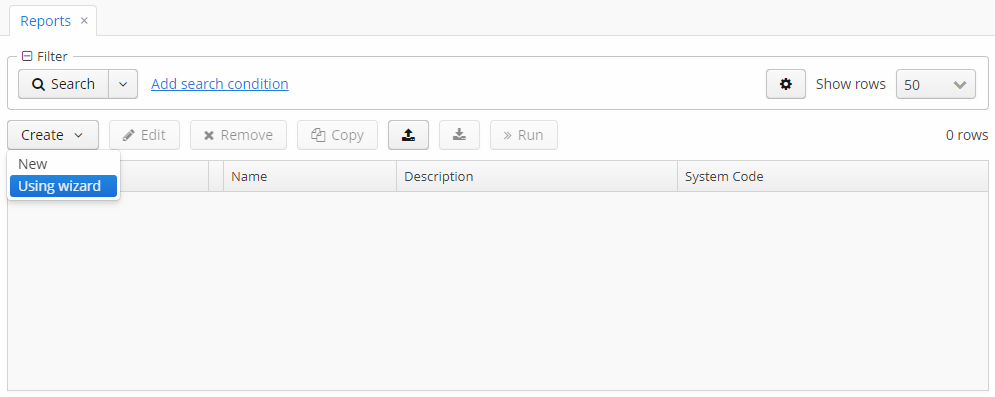 Reports ×
Filter
Search Add search condition Show rows 50
Create Edit Remove Copy » Run 0 rows
New
Using wizard
Name Description System Code